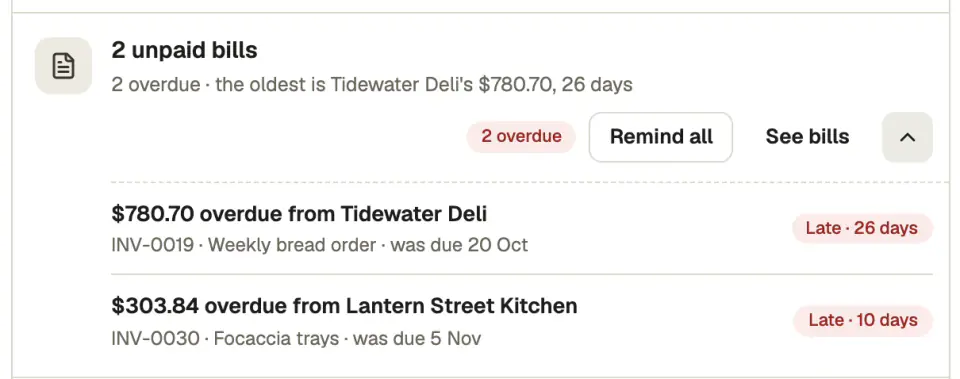 2 unpaid bills
2 overdue · the oldest is Tidewater Deli's $780.70, 26 days
2 overdue Remind all See bills
$780.70 overdue from Tidewater Deli
INV-0019 · Weekly bread order · was due 20 Oct
Late · 26 days
$303.84 overdue from Lantern Street Kitchen
INV-0030 · Focaccia trays · was due 5 Nov
Late · 10 days